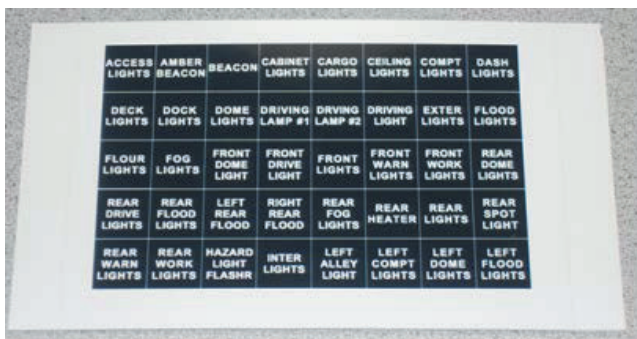 ACCESS LIGHTS
AMBER BEACON
BEACON
CABINET LIGHTS
CARGO LIGHTS
CEILING LIGHTS
COMPT LIGHTS
DASH LIGHTS
DECK LIGHTS
DOCK LIGHTS
DOME LIGHTS
DRIVING LAMP #1
DRVING LAMP #2
DRIVING LIGHT
EXTER LIGHTS
FLOOD LIGHTS
FLOUR LIGHTS
FOG LIGHTS
FRONT DOME LIGHT
FRONT DRIVE LIGHT
FRONT LIGHTS
FRONT WARN LIGHTS
FRONT WORK LIGHTS
REAR DOME LIGHTS
REAR DRIVE LIGHTS
REAR FLOOD LIGHTS
LEFT REAR FLOOD
RIGHT REAR FLOOD
REAR FOG LIGHTS
REAR HEATER
REAR LIGHTS
REAR SPOT LIGHT
REAR WARN LIGHTS
REAR WORK LIGHTS
HAZARD LIGHT FLASHR
INTER LIGHTS
LEFT ALLEY LIGHT
LEFT COMPT LIGHTS
LEFT DOME LIGHTS
LEFT FLOOD LIGHTS